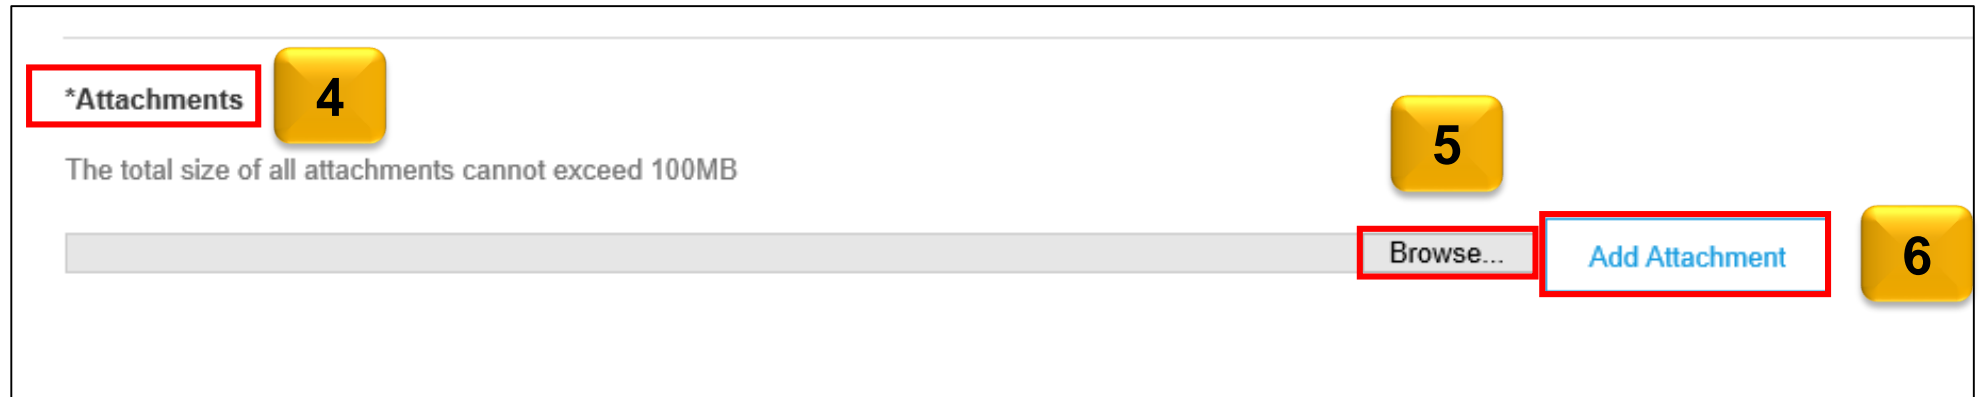 *Attachments
4
5
The total size of all attachments cannot exceed 100MB
Browse...
Add Attachment
6